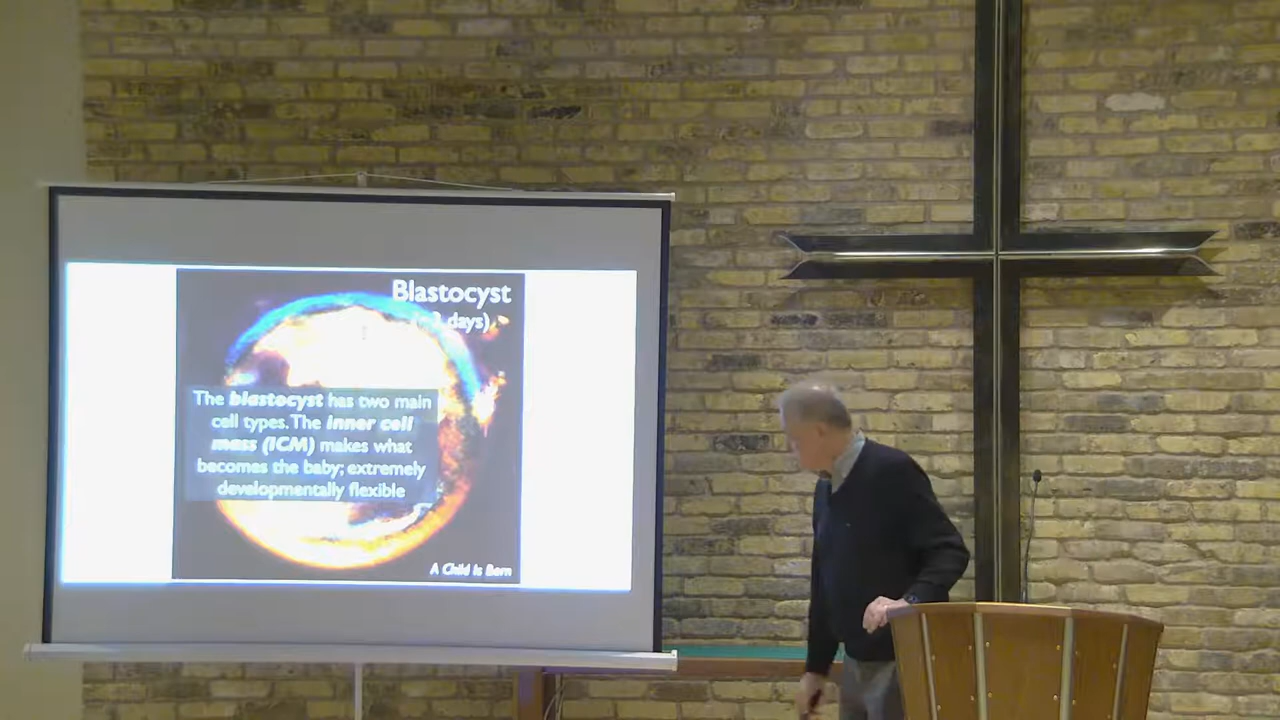 Blastocyst
days)
The blastocyst has two main
cell types. The inner cell
mass (ICM) makes what
becomes the baby; extremely
developmentally flexible
A Child Is Born